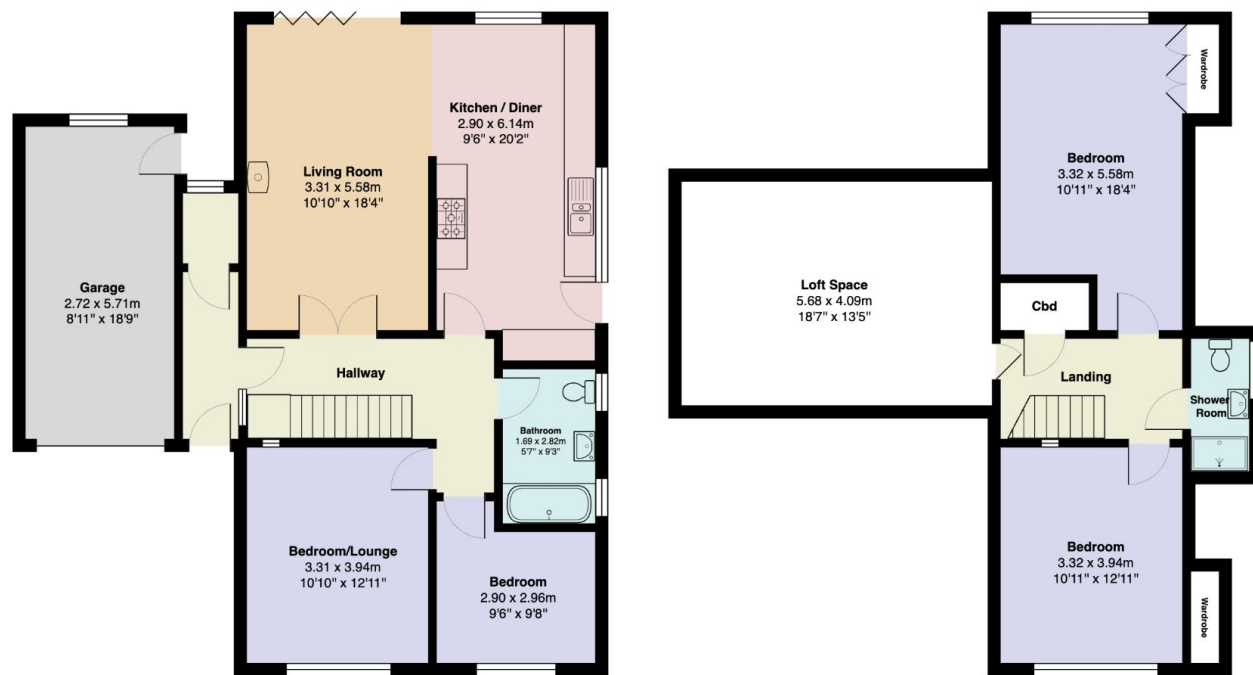 Kitchen / Diner
2.90 x 6.14m
9'6" x 20'2"
Living Room
3.31 x 5.58m
10'10" x 18'4"
Garage
2.72 x 5.71m
8'11" x 18'9"
Hallway
Bathroom
1.69 x 2.82m
5'7" x 9'3"
Bedroom/Lounge
3.31 x 3.94m
10'10" x 12'11"
Bedroom
2.90 x 2.96m
9'6" x 9'8"
Wardrobe
Bedroom
3.32 x 5.58m
10'11" x 18'4"
Loft Space
5.68 x 4.09m
18'7" x 13'5"
Cbd
Landing
Shower
Room
Bedroom
3.32 x 3.94m
10'11" x 12'11"
Wardrobe